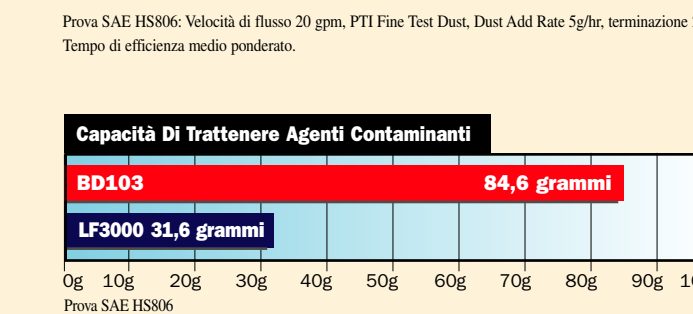 Prova SAE HS806: Velocità di flusso 20 gpm, PTI Fine Test Dust, Dust Add Rate 5g/hr, terminazione
Tempo di efficienza medio ponderato.
Capacità Di Trattenere Agenti Contaminanti
BD103 84,6 grammi
LF3000 31,6 grammi
0g 10g 20g 30g 40g 50g 60g 70g 80g 90g
Prova SAE HS806